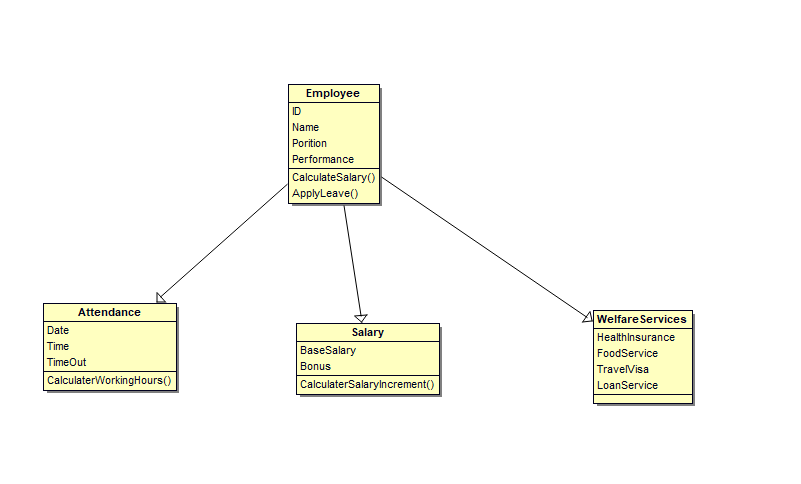 Employee
ID
Name
Porition
Performance
CalculateSalary()
ApplyLeave()
Attendance
Date
Time
TimeOut
CalculaterWorkingHours()
Salary
BaseSalary
Bonus
CalculaterSalaryIncrement()
WelfareServices
HealthInsurance
FoodService
TravelVisa
LoanService